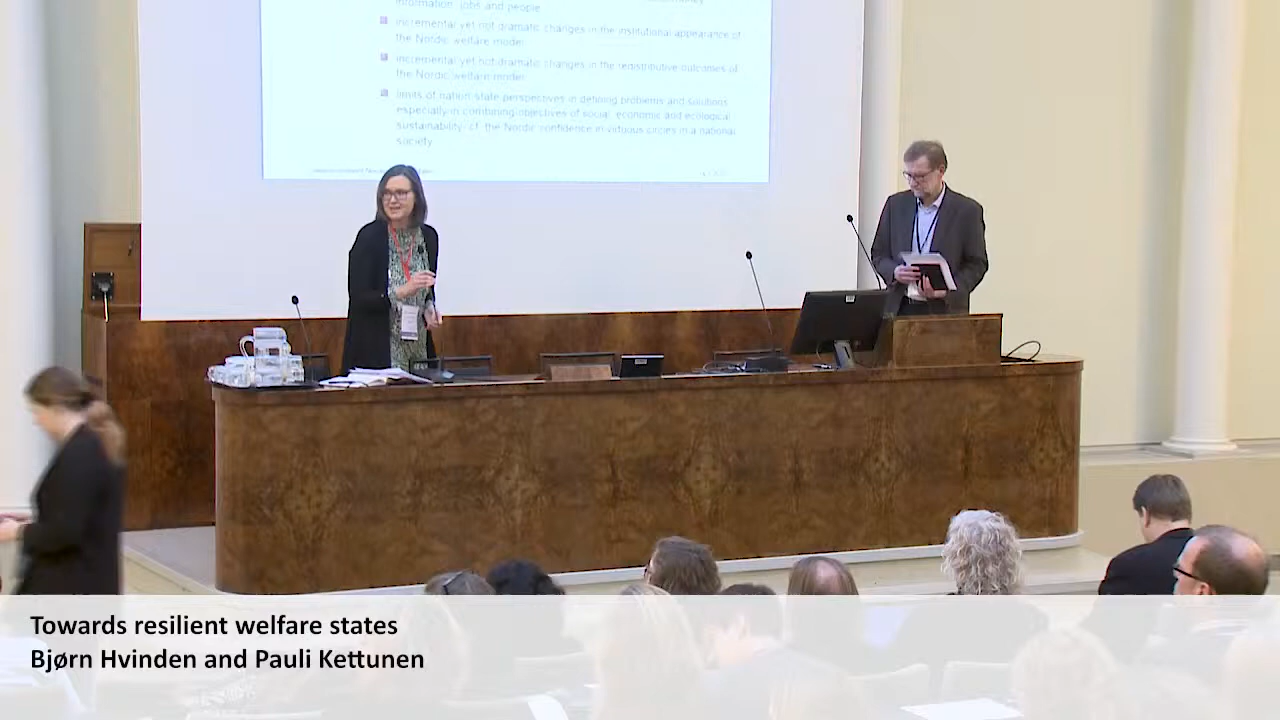 information, jobs and people
incremental yet not dramatic changes in the institutional appearance of
the Nordic welfare model
incremental yet not dramatic changes in the redistributive outcomes of
the Nordic welfare model
limits of nation-state perspectives in defining problems and solutions
especially in combining objectives of social, economic and ecological
sustainability- cf. the Nordic confidence in virtuous circles in a national
society
Towards resilient welfare states
Bjørn Hvinden and Pauli Kettunen